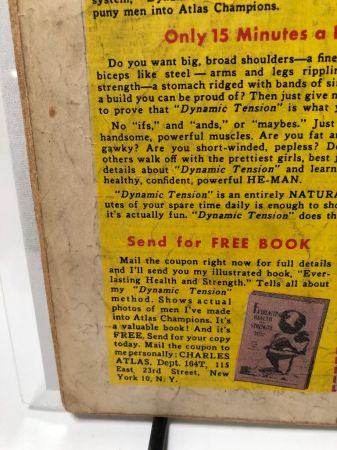 system, "Dynamic
puny men into Atlas Champions.
Only 15 Minutes a
Do you want big, broad shoulders—a fine
biceps like steel—arms and legs rippli
strength—a stomach ridged with bands of si
a build you can be proud of? Then just give m
to prove that "Dynamic Tension" is what y
No "ifs," and "ands," or "maybes." Just
handsome, powerful muscles. Are you fat a
gawky? Are you short-winded, pepless? Do
others walk off with the prettiest girls, best j
details about "Dynamic Tension" and learn
healthy, confident, powerful HE-MAN.
"Dynamic Tension" is an entirely NATURA
utes of your spare time daily is enough to sho
it's actually fun. "Dynamic Tension" does th
Send for FREE BOOK
Mail the coupon right now for full details
and I'll send you my illustrated book, "Ever-
lasting Health and Strength." Tells all about
my "Dynamic Tension"
method. Shows actual
photos of men I've made
into Atlas Champions. It's
a valuable book! And it's
FREE. Send for your copy
today. Mail the coupon to
me personally: CHARLES
ATLAS, Dept. 164T, 115
East 23rd Street, New
York 10, N. Y.
EVERLASTING
HEALTH
AND
STRENGTH